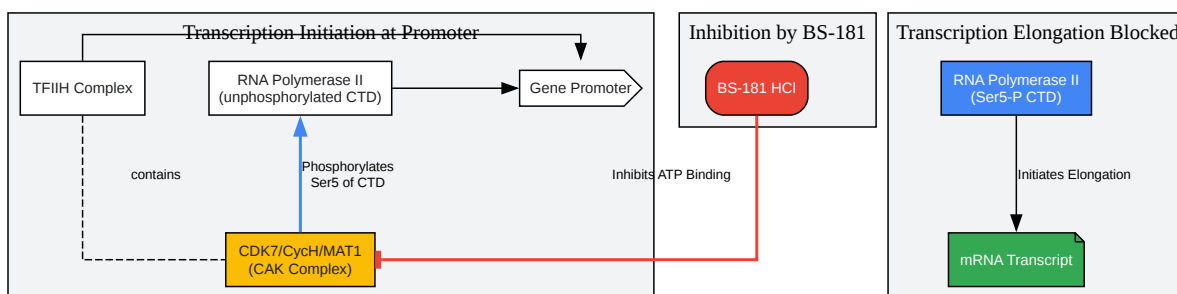 Transcription Initiation at Promoter
TFIIH Complex
RNA Polymerase II
(unphosphorylated CTD)
Gene Promoter
contains
Phosphorylates
Ser5 of CTD
CDK7/CycH/MAT1
(CAK Complex)
Inhibition by BS-181
BS-181 HCl
Inhibits ATP Binding
Transcription Elongation Blocked
RNA Polymerase II
(Ser5-P CTD)
Initiates Elongation
mRNA Transcript